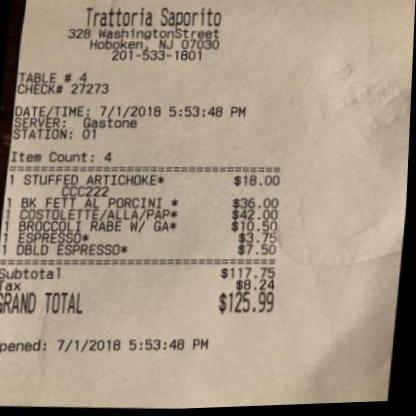 Trattoria Saporito
328 WashingtonStreet
Hoboken, NJ 07030
201-533-1801
TABLE # 4
CHECK# 27273
DATE/TIME: 7/1/2018 5:53:48 PM
SERVER: Gastone
STATION: 01
Item Count: 4
1 STUFFED ARTICHOKE* $18.00
CCC222
1 BK FETT AL PORCINI * $36.00
1 COSTOLETTE/ALLA/PAP* $42.00
1 BROCCOLI RABE W/ GA* $10.50
1 ESPRESSO* $3.75
1 DBLD ESPRESSO* $7.50
Subtotal $117.75
Tax $8.24
GRAND TOTAL $125.99
pened: 7/1/2018 5:53:48 PM